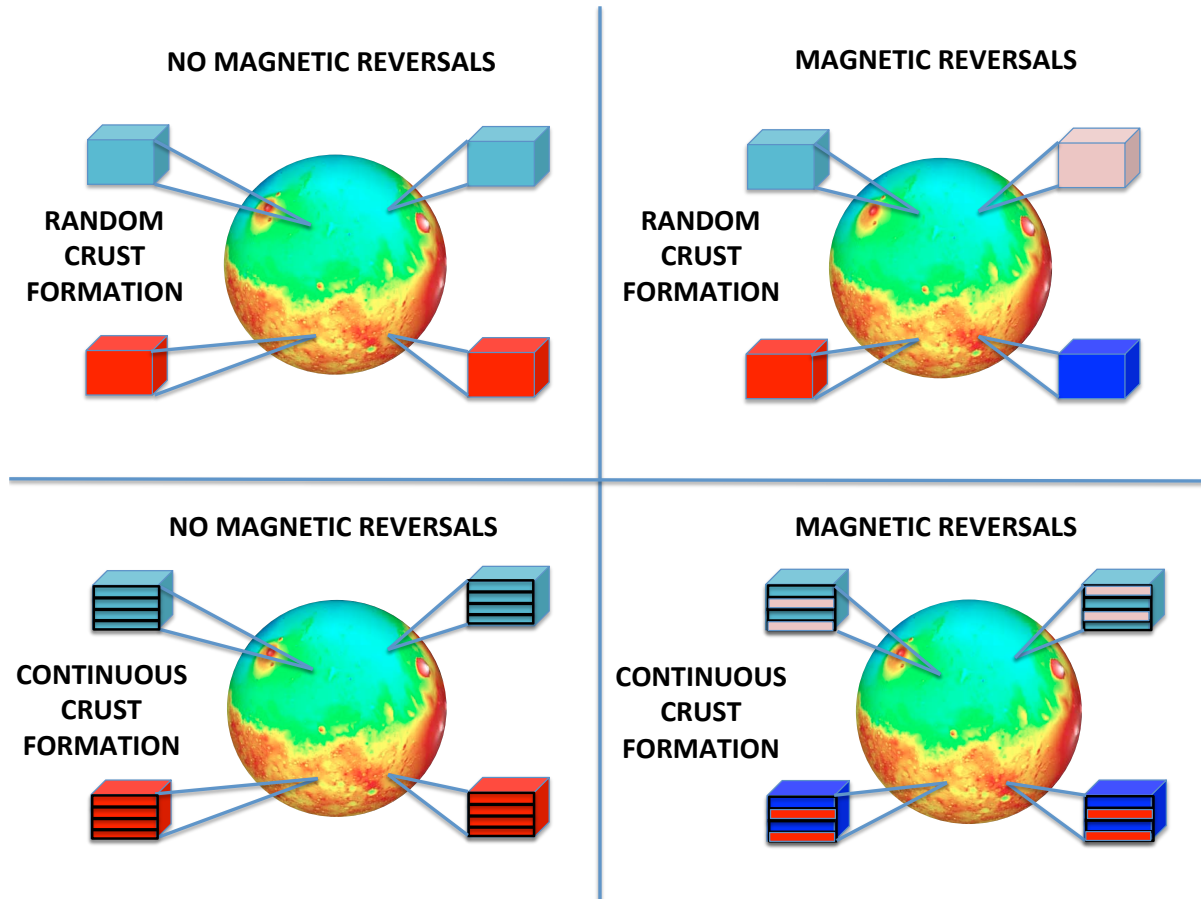 NO MAGNETIC REVERSALS
RANDOM
CRUST
FORMATION
MAGNETIC REVERSALS
RANDOM
CRUST
FORMATION
NO MAGNETIC REVERSALS
CONTINUOUS
CRUST
FORMATION
MAGNETIC REVERSALS
CONTINUOUS
CRUST
FORMATION